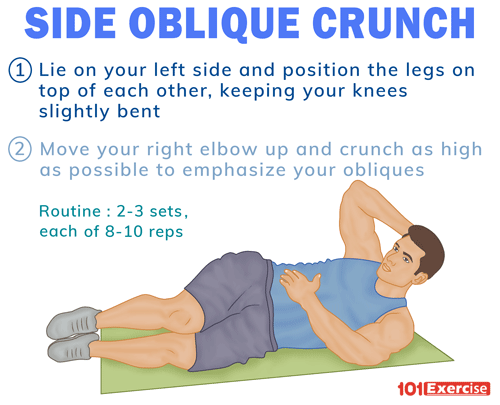 SIDE OBLIQUE CRUNCH
1 Lie on your left side and position the legs on
top of each other, keeping your knees
slightly bent
2 Move your right elbow up and crunch as high
as possible to emphasize your obliques
Routine : 2-3 sets,
each of 8-10 reps
101Exercise